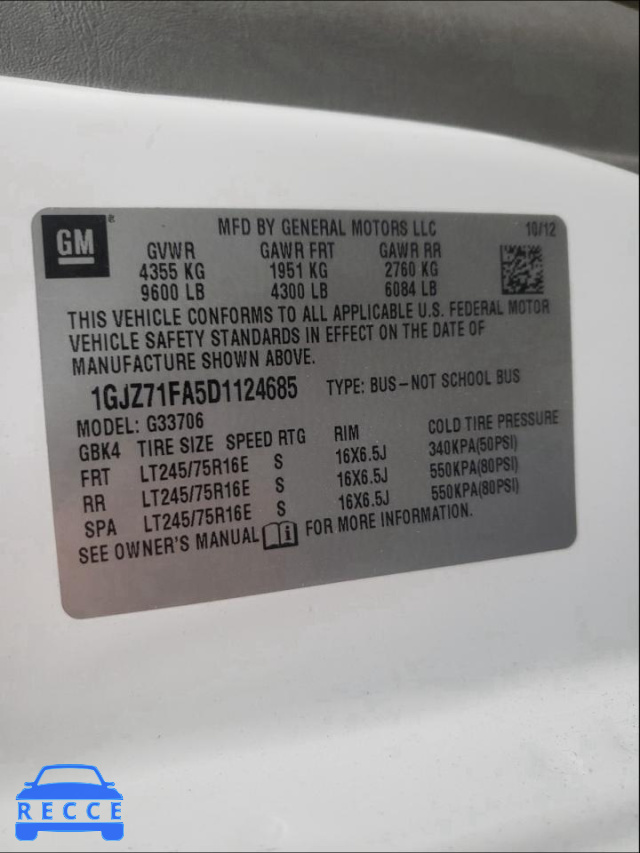 GM ® MFD BY GENERAL MOTORS LLC 10/12
GVWR GAWR FRT GAWR RR
4355 KG 1951 KG 2760 KG
9600 LB 4300 LB 6084 LB
THIS VEHICLE CONFORMS TO ALL APPLICABLE U.S. FEDERAL MOTOR
VEHICLE SAFETY STANDARDS IN EFFECT ON THE DATE OF
MANUFACTURE SHOWN ABOVE.
1GJZ71FA5D1124685 TYPE: BUS–NOT SCHOOL BUS
MODEL: G33706
GBK4 TIRE SIZE SPEED RTG RIM COLD TIRE PRESSURE
FRT LT245/75R16E S 16X6.5J 340KPA(50PSI)
RR LT245/75R16E S 16X6.5J 550KPA(80PSI)
SPA LT245/75R16E S 16X6.5J 550KPA(80PSI)
SEE OWNER'S MANUAL FOR MORE INFORMATION.
RECCE